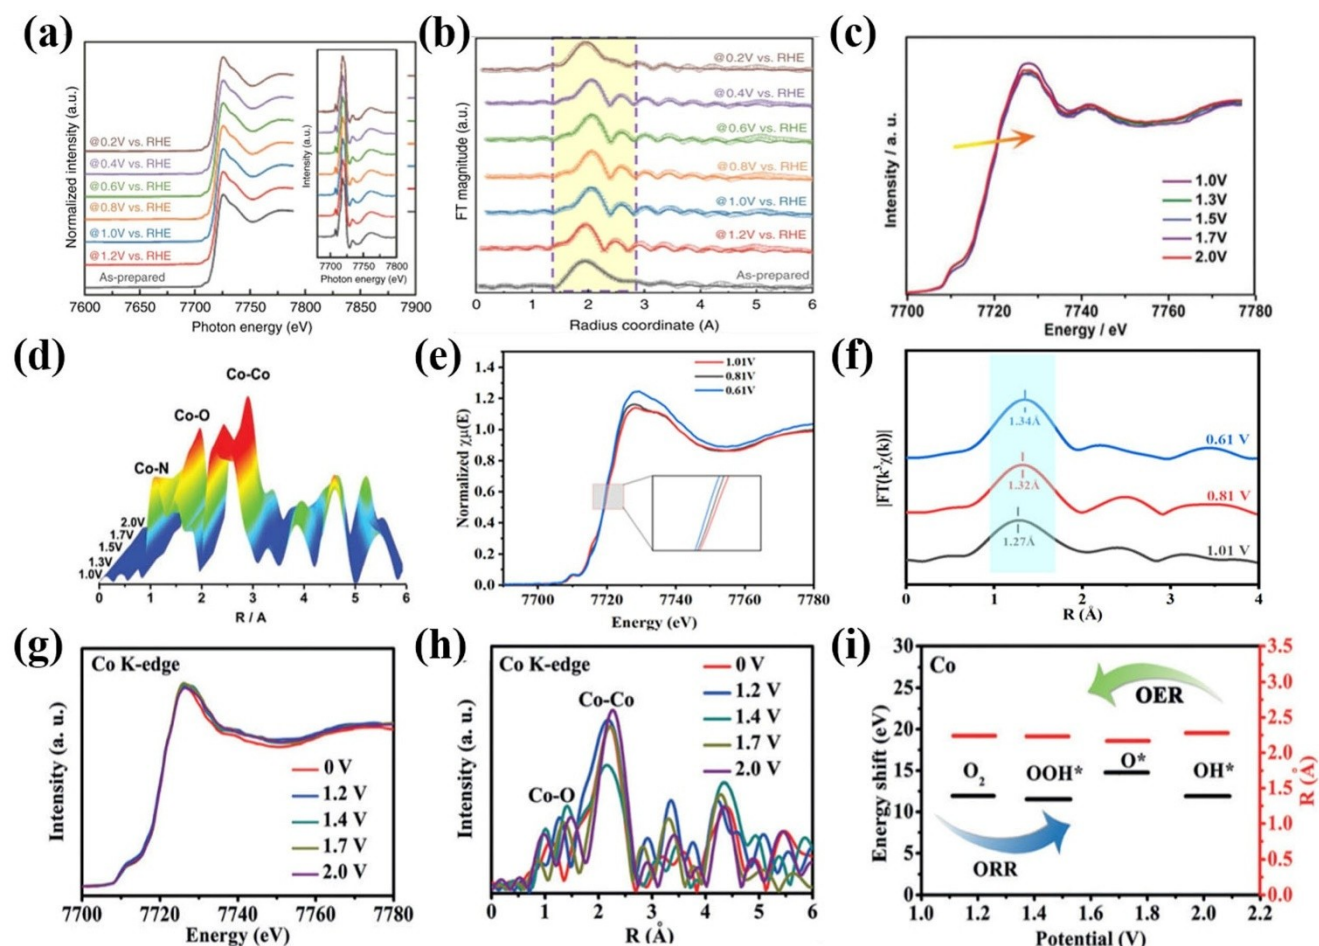 (a)
Normalized intensity (a.u.)
@0.2V vs. RHE
@0.4V vs. RHE
@0.6V vs. RHE
@0.8V vs. RHE
@1.0V vs. RHE
@1.2V vs. RHE
As-prepared
7600 7700 7800 7900
Photon energy (eV)
Intensity (a.u.)
7700 7750 7800
Photon energy (eV)
(b)
FT magnitude (a.u.)
@0.2V vs. RHE
@0.4V vs. RHE
@0.6V vs. RHE
@0.8V vs. RHE
@1.0V vs. RHE
@1.2V vs. RHE
As-prepared
0 1 2 3 4 5 6
Radius coordinate (A)
(c)
Intensity / a. u.
1.0V
1.3V
1.5V
1.7V
2.0V
7700 7720 7740 7760 7780
Energy / eV
(d)
Co-Co
Co-O
Co-N
2.0V
1.7V
1.5V
1.3V
1.0V
0 1 2 3 4 5 6
R / A
(e)
Normalized χμ(E)
1.4
1.2
1.0
0.8
0.6
0.4
0.2
0.0
1.01V
0.81V
0.61V
7700 7720 7740 7760 7780
Energy (eV)
(f)
|FT(k³χ(k))|
1.34Å
0.61 V
1.32Å
0.81 V
1.27Å
1.01 V
0 1 2 3 4
R (Å)
(g)
Co K-edge
Intensity (a. u.)
0 V
1.2 V
1.4 V
1.7 V
2.0 V
7700 7720 7740 7760 7780
Energy (eV)
(h)
Co K-edge
Intensity (a. u.)
Co-Co
Co-O
0 V
1.2 V
1.4 V
1.7 V
2.0 V
0 1 2 3 4 5 6
R (Å)
(i)
Co
Energy shift (eV)
30
25
20
15
10
5
0
OER
O₂
OOH*
O*
OH*
ORR
3.5
3.0
2.5
2.0
1.5
1.0
0.5
0.0
R (Å)
1.0 1.2 1.4 1.6 1.8 2.0 2.2
Potential (V)